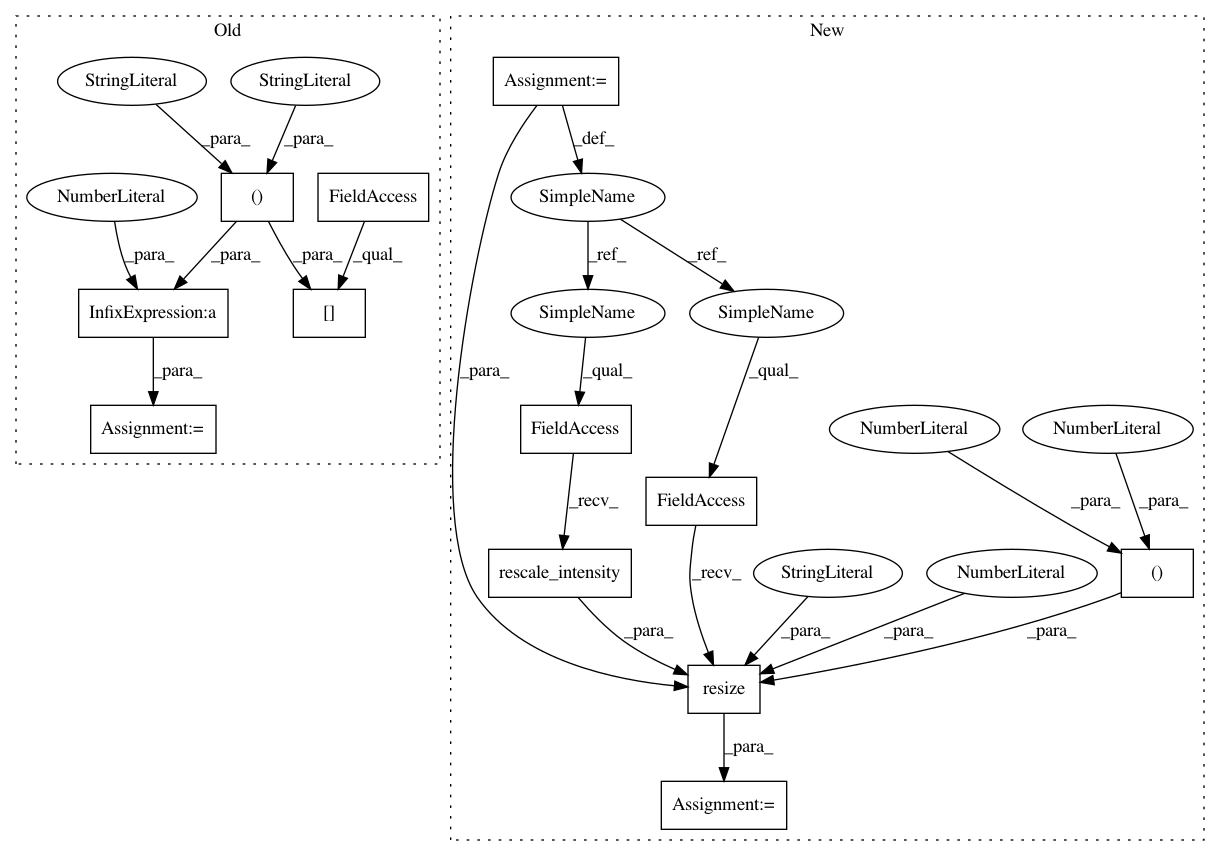 Old
New
StringLiteral
StringLiteral
Assignment:=
_para_
_para_
_def_
NumberLiteral
()
FieldAccess
SimpleName
_para_
_para_
_para_
_qual_
_ref_
_ref_
InfixExpression:a
[]
SimpleName
SimpleName
_para_
_para_
_qual_
_qual_
Assignment:=
FieldAccess
NumberLiteral
NumberLiteral
_recv_
FieldAccess
_para_
_para_
rescale_intensity
_recv_
StringLiteral
NumberLiteral
()
_para_
_para_
_para_
_para_
resize
_para_
Assignment:=